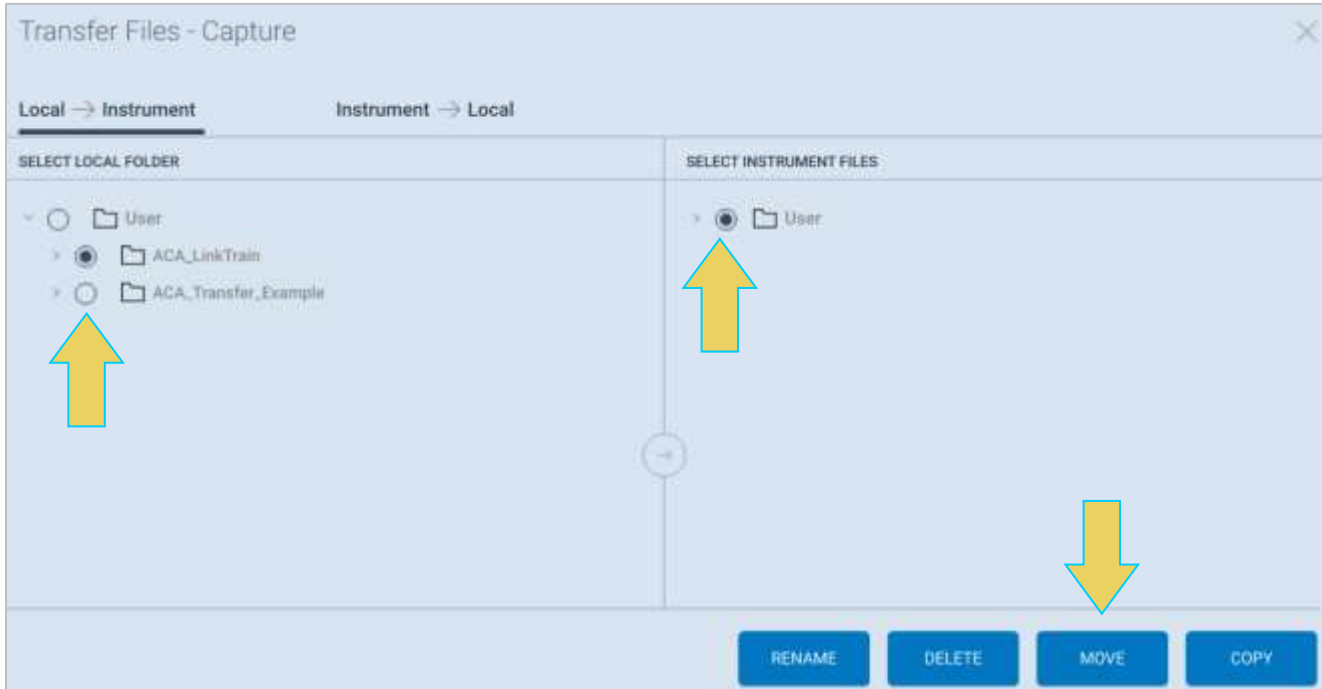 Transfer Files - Capture
Local → Instrument
Instrument → Local
SELECT LOCAL FOLDER
SELECT INSTRUMENT FILES
User
ACA_LinkTrain
ACA_Transfer_Example
User
RENAME
DELETE
MOVE
COPY